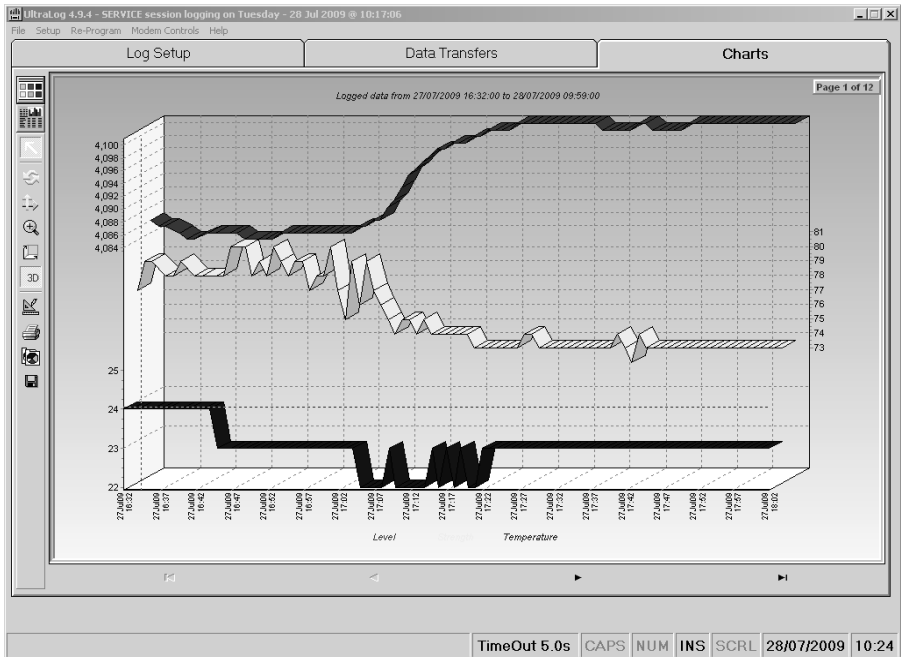 UltraLog 4.9.4 - SERVICE session logging on Tuesday - 28 Jul 2009 @ 10:17:06
File Setup Re-Program Modem Controls Help
Log Setup Data Transfers Charts
Page 1 of 12
Logged data from 27/07/2009 16:32:00 to 28/07/2009 09:59:00
4,100
4,098
4,096
4,094
4,092
4,090
4,088
4,086
4,084
81
80
79
78
77
76
75
74
73
25
24
23
22
3D
27Jul09 16:32
27Jul09 16:37
27Jul09 16:42
27Jul09 16:47
27Jul09 16:52
27Jul09 16:57
27Jul09 17:02
27Jul09 17:07
27Jul09 17:12
27Jul09 17:17
27Jul09 17:22
27Jul09 17:27
27Jul09 17:32
27Jul09 17:37
27Jul09 17:42
27Jul09 17:47
27Jul09 17:52
27Jul09 17:57
27Jul09 18:02
Level Temperature
TimeOut 5.0s CAPS NUM INS SCRL 28/07/2009 10:24